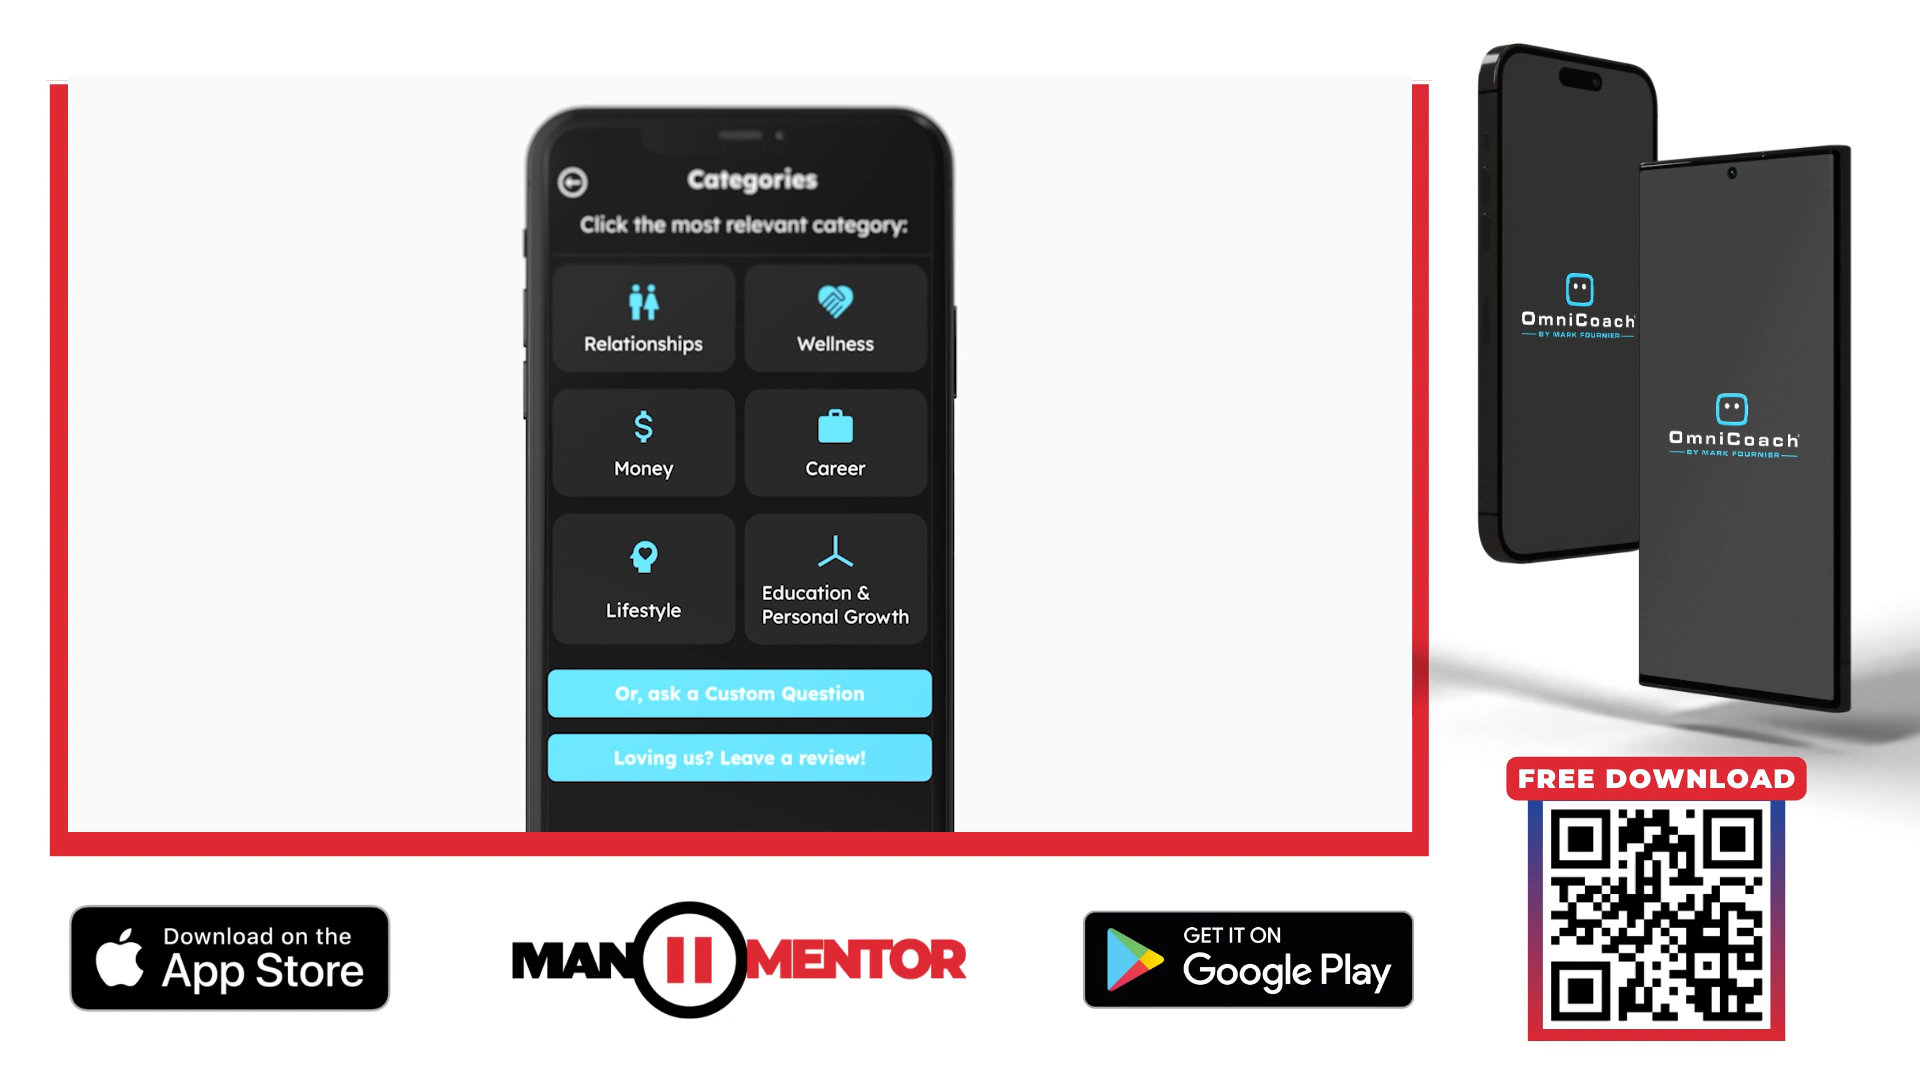 Categories
Click the most relevant category:
Relationships
Wellness
Money
Career
Lifestyle
Education &
Personal Growth
Or, ask a Custom Question
Loving us? Leave a review!
OmniCoach
BY MARK FOURNIER
OmniCoach
BY MARK FOURNIER
FREE DOWNLOAD
Download on the
App Store
MAN II MENTOR
GET IT ON
Google Play